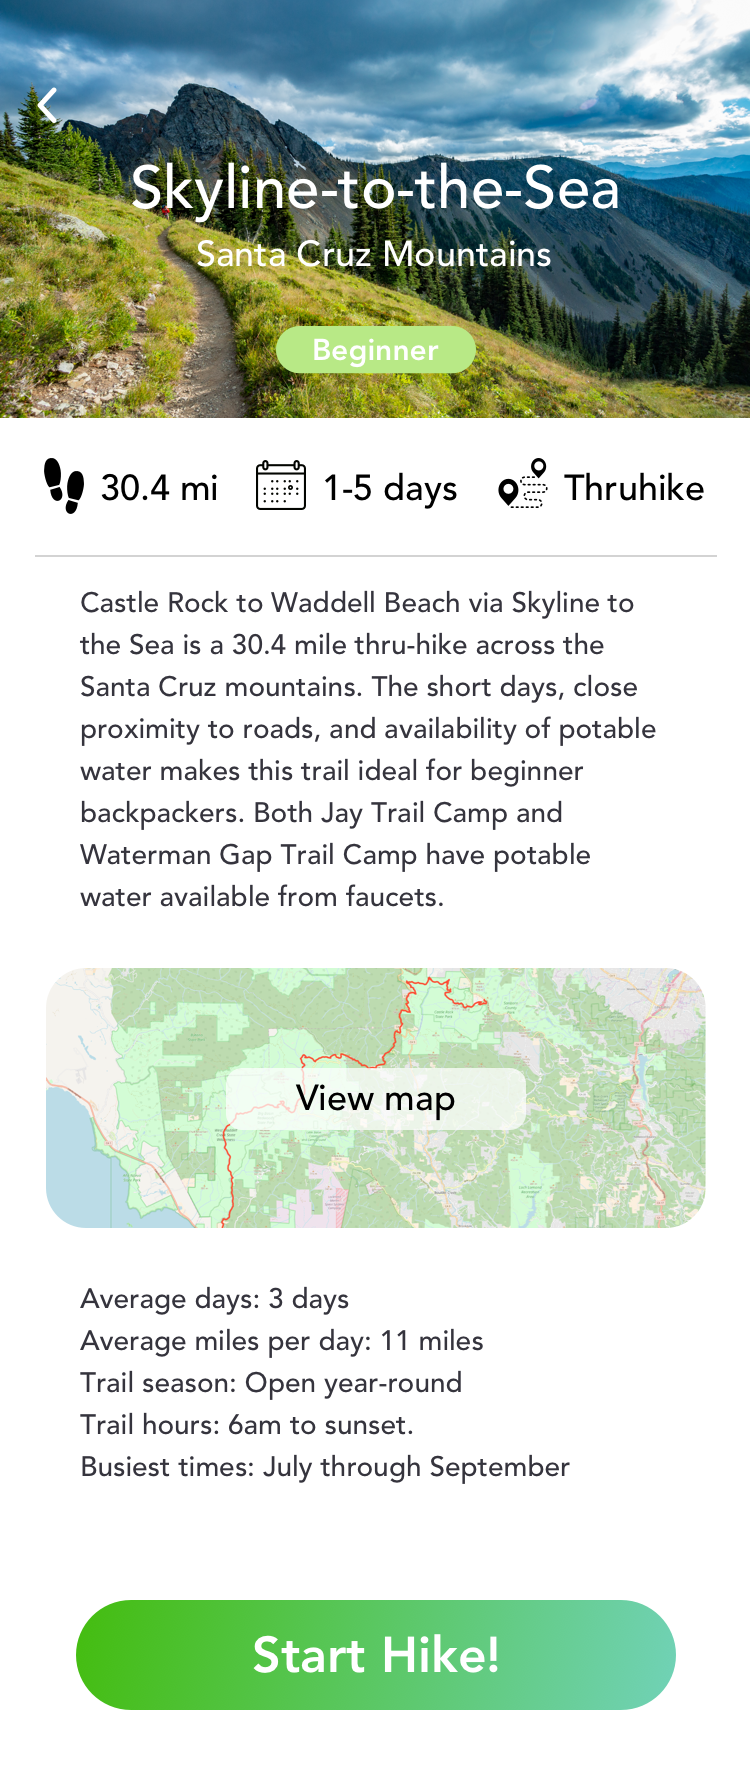 Skyline-to-the-Sea
Santa Cruz Mountains
Beginner
30.4 mi
1-5 days
Thruhike
Castle Rock to Waddell Beach via Skyline to
the Sea is a 30.4 mile thru-hike across the
Santa Cruz mountains. The short days, close
proximity to roads, and availability of potable
water makes this trail ideal for beginner
backpackers. Both Jay Trail Camp and
Waterman Gap Trail Camp have potable
water available from faucets.
View map
Average days: 3 days
Average miles per day: 11 miles
Trail season: Open year-round
Trail hours: 6am to sunset.
Busiest times: July through September
Start Hike!